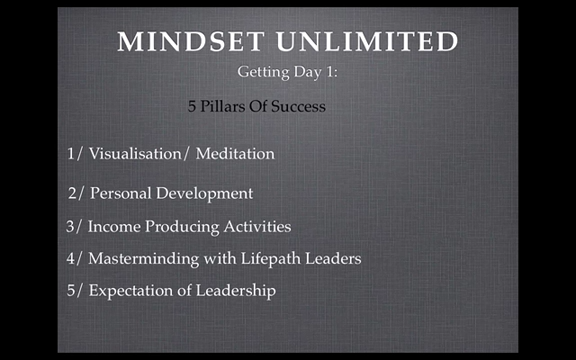 MINDSET UNLIMITED
Getting Day 1:
5 Pillars Of Success
1/ Visualisation/ Meditation
2/ Personal Development
3/ Income Producing Activities
4/ Masterminding with Lifepath Leaders
5/ Expectation of Leadership